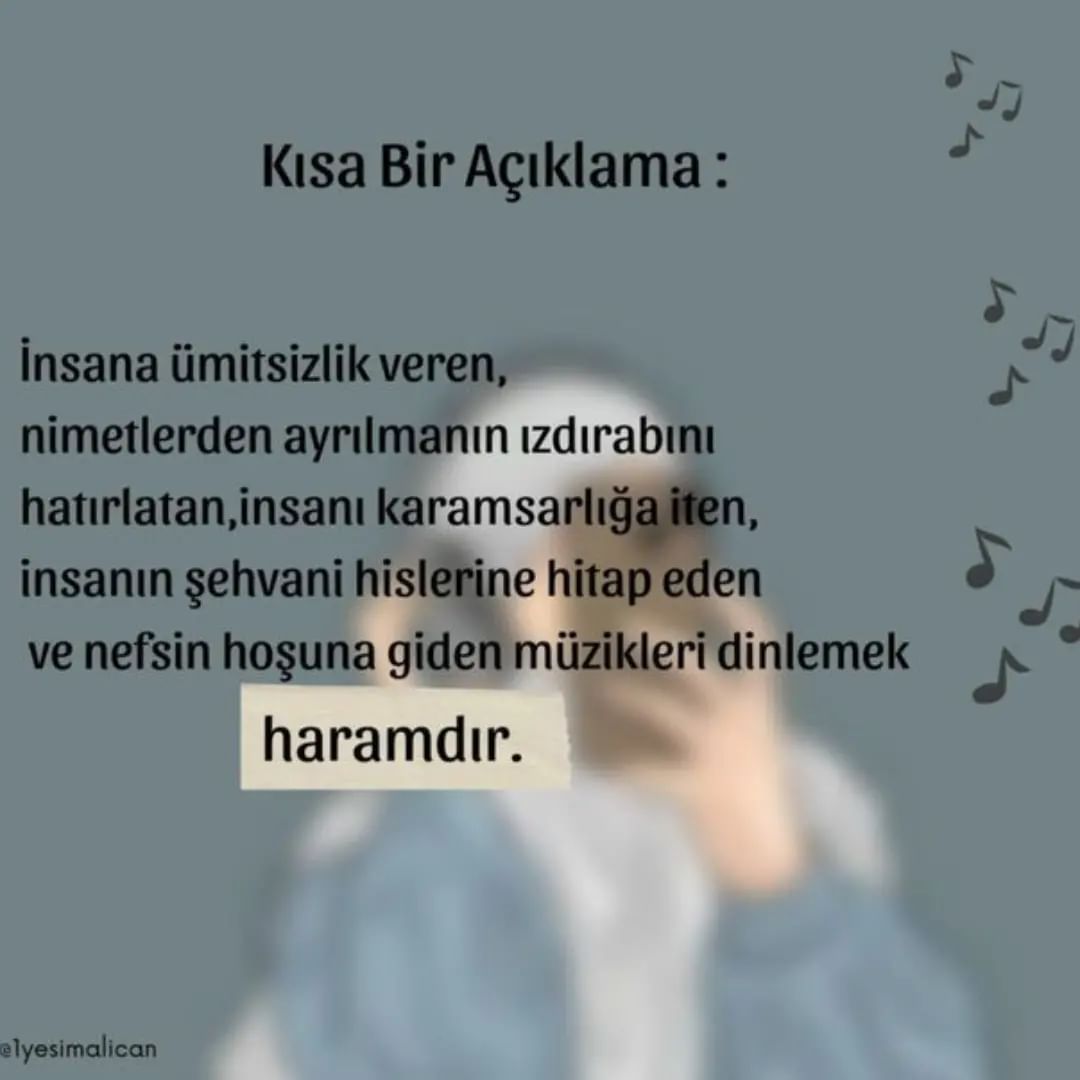 Kısa Bir Açıklama :
İnsana ümitsizlik veren,
nimetlerden ayrılmanın ızdırabını
hatırlatan,insanı karamsarlığa iten,
insanın şehvani hislerine hitap eden
ve nefsin hoşuna giden müzikleri dinlemek
haramdır.
@1yesimalican